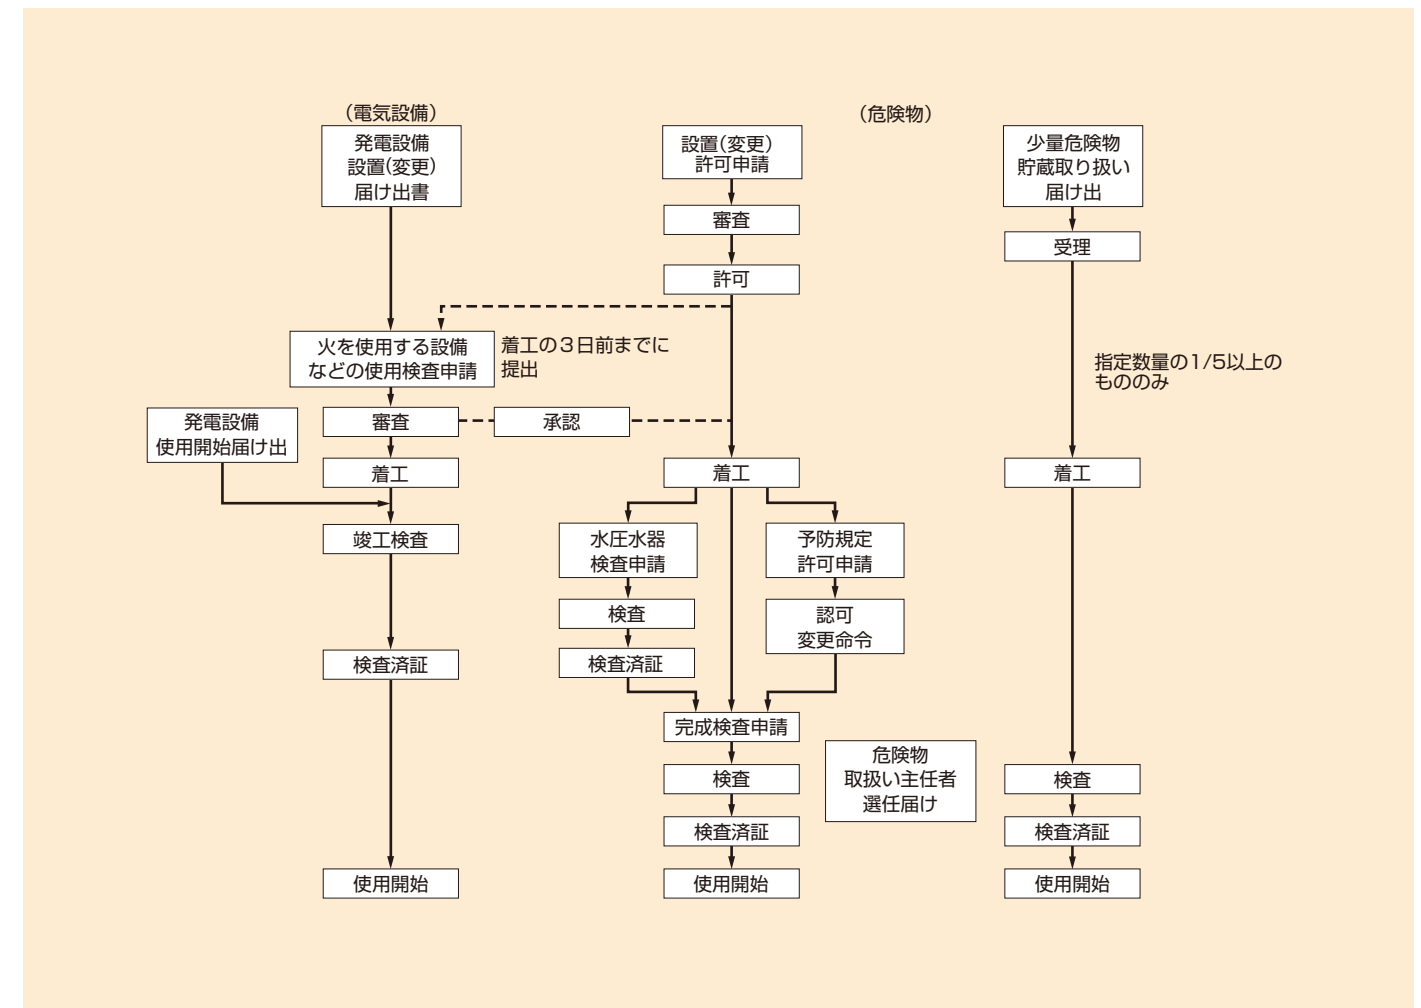 （電気設備）
発電設備
設置（変更）
届け出書
火を使用する設備
などの使用検査申請
着工の３日前までに
提出
審査
承認
発電設備
使用開始届け出
着工
竣工検査
検査済証
使用開始
（危険物）
設置（変更）
許可申請
審査
許可
着工
水圧水器
検査申請
検査
検査済証
予防規定
許可申請
認可
変更命令
完成検査申請
検査
検査済証
使用開始
危険物
取扱い主任者
選任届け
少量危険物
貯蔵取り扱い
届け出
受理
指定数量の1/5以上の
もののみ
着工
検査
検査済証
使用開始